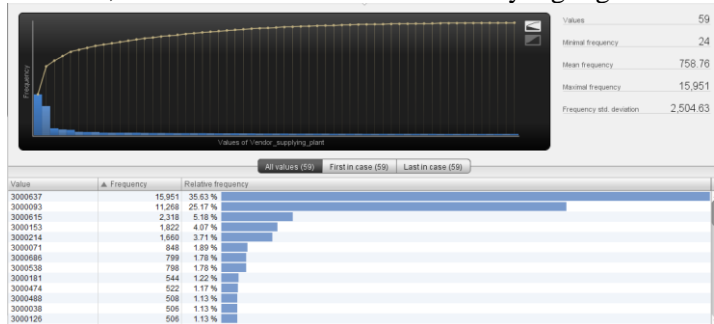 Values 59
Minimal frequency 24
Mean frequency 758.76
Maximal frequency 15,951
Frequency std. deviation 2,504.63
Frequency
Values of Vendor_supplying_plant
All values (59) First in case (59) Last in case (59)
Value ▲ Frequency Relative frequency
3000637 15,951 35.63 %
3000093 11,268 25.17 %
3000615 2,318 5.18 %
3000153 1,822 4.07 %
3000214 1,660 3.71 %
3000071 848 1.89 %
3000686 799 1.78 %
3000538 798 1.78 %
3000181 544 1.22 %
3000474 522 1.17 %
3000488 508 1.13 %
3000038 506 1.13 %
3000126 506 1.13 %